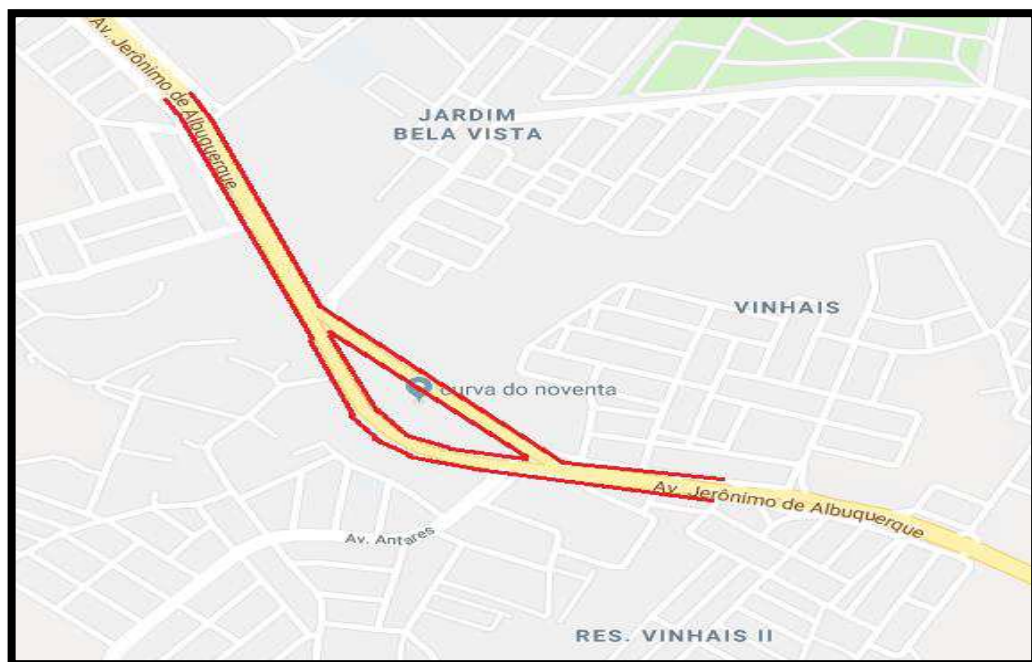 Av. Jerônimo de Albuquerque
JARDIM
BELA VISTA
VINHAIS
curva do noventa
Av. Jerônimo de Albuquerque
Av. Antares
RES. VINHAIS II